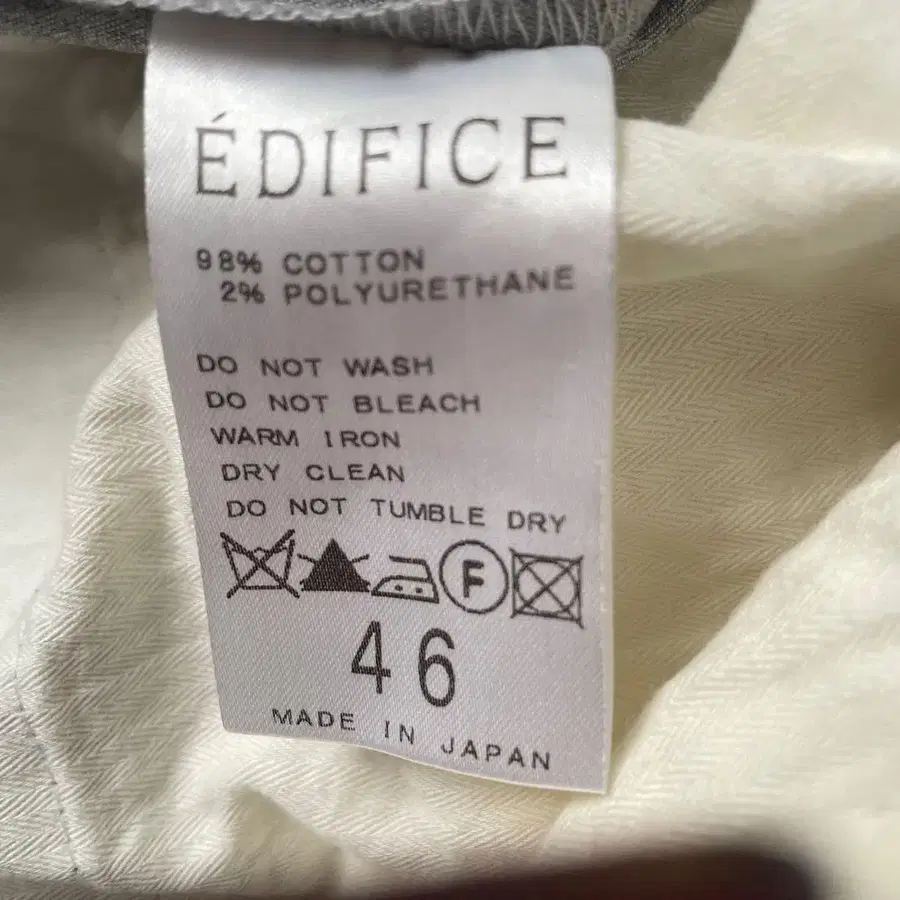 ÉDIFICE
98% COTTON
2% POLYURETHANE
DO NOT WASH
DO NOT BLEACH
WARM IRON
DRY CLEAN
DO NOT TUMBLE DRY
F
46
MADE IN JAPAN